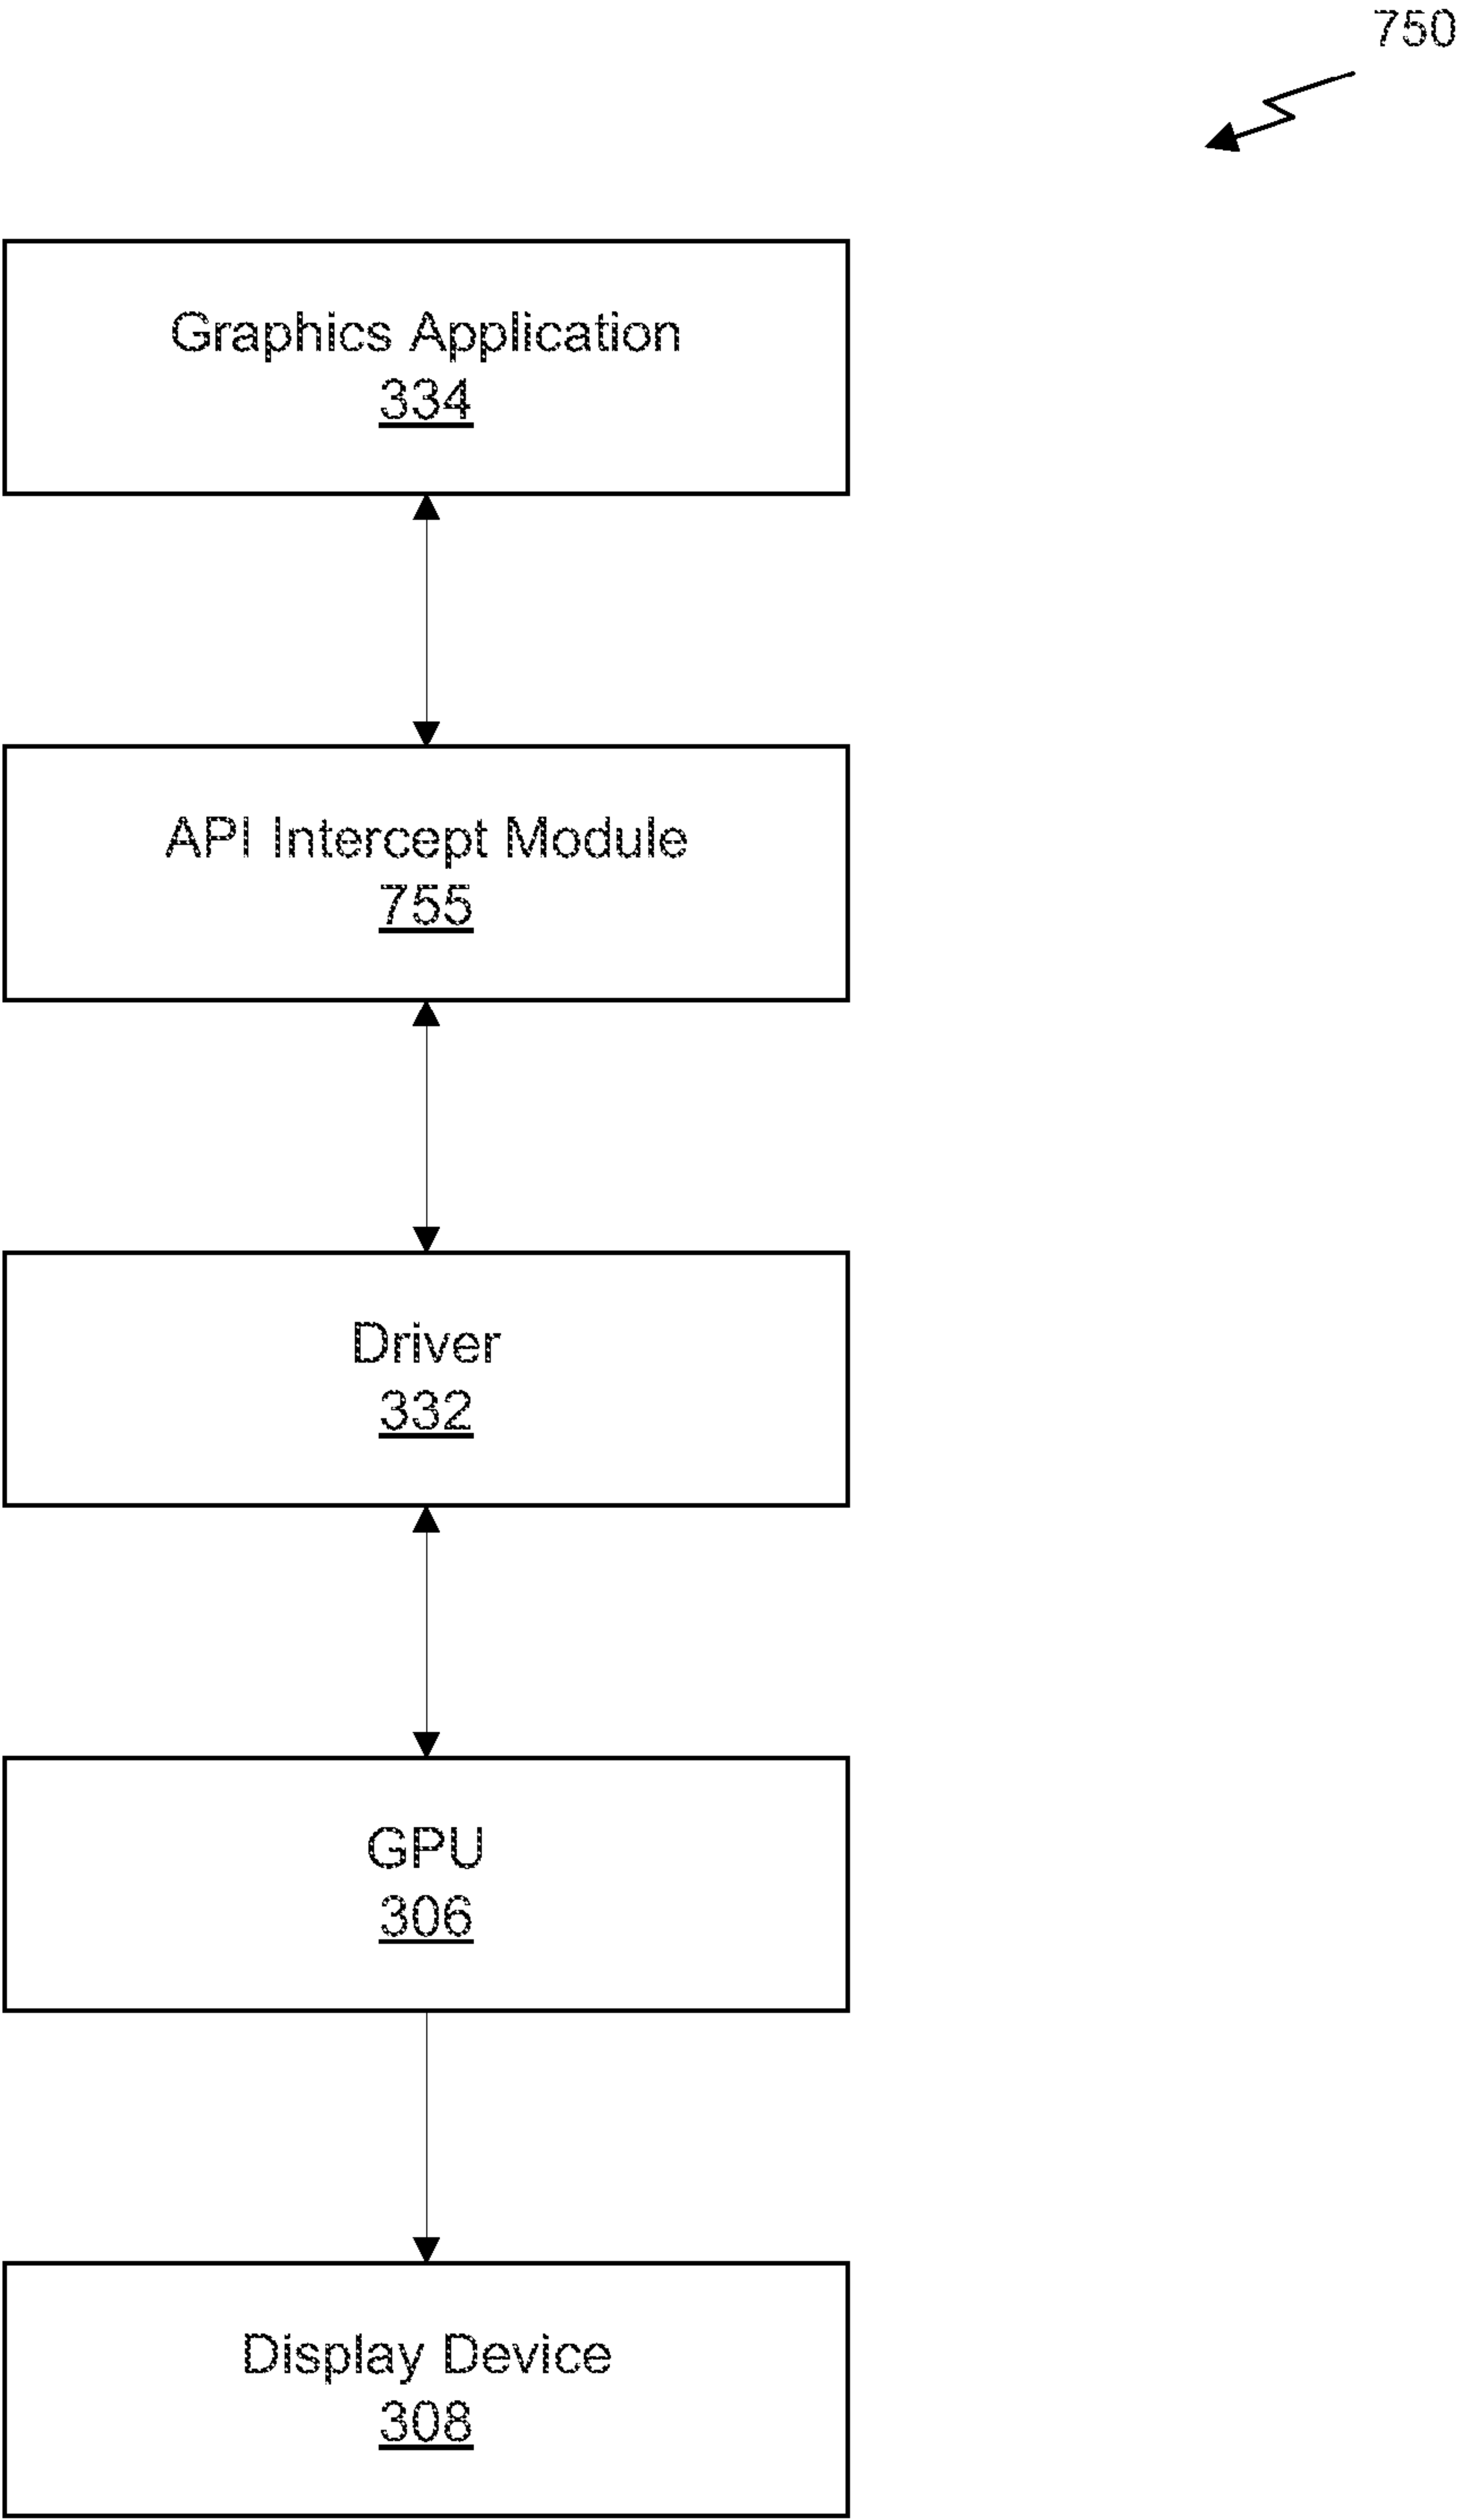 750
Graphics Application
334
API Intercept Module
755
Driver
332
GPU
306
Display Device
308